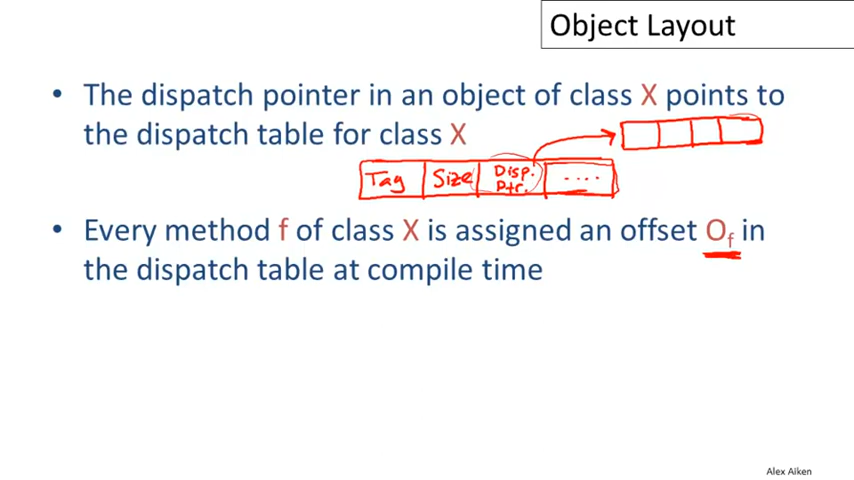 Object Layout
• The dispatch pointer in an object of class X points to
the dispatch table for class X
Tag Size Disp. Ptr. ....
• Every method f of class X is assigned an offset Of in
the dispatch table at compile time
Alex Aiken